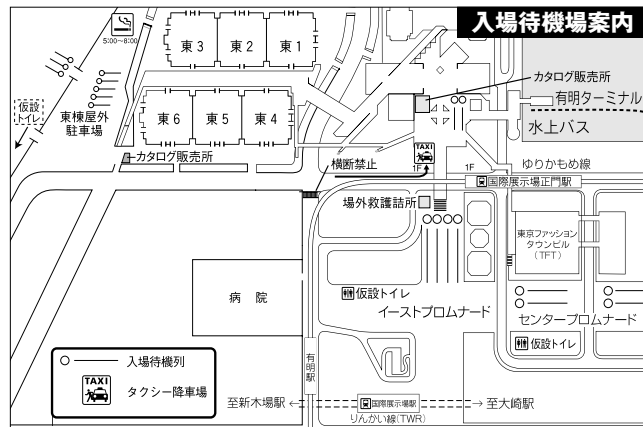 入場待機場案内
5:00〜8:00
東3
東2
東1
カタログ販売所
有明ターミナル
水上バス
仮設
トイレ
東棟屋外
駐車場
東6
東5
東4
カタログ販売所
横断禁止
TAXI
1F
1F
ゆりかもめ線
国際展示場正門駅
場外救護詰所
東京ファッション
タウンビル
(TFT)
病院
仮設トイレ
イーストプロムナード
センタープロムナード
仮設トイレ
有明駅
入場待機列
TAXI
タクシー降車場
至新木場駅←
国際展示場駅
→至大崎駅
りんかい線(TWR)